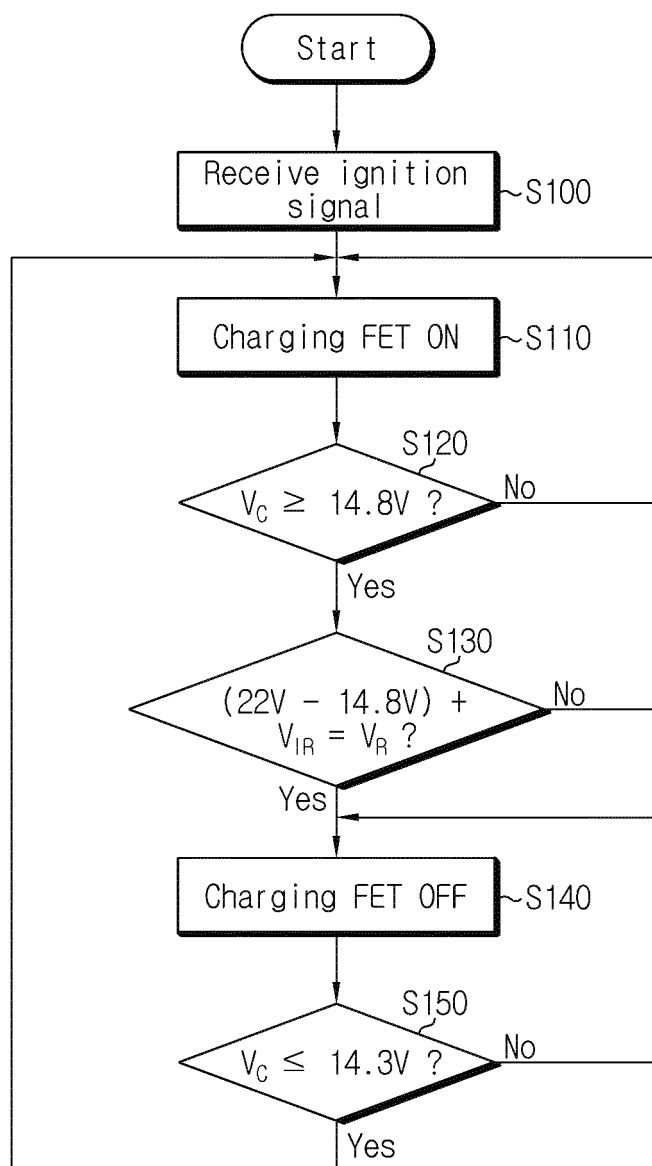 Start
Receive ignition
signal
S100
Charging FET ON
S110
S120
V_C ≥ 14.8V ?
No
Yes
S130
(22V - 14.8V) +
V_IR = V_R ?
No
Yes
Charging FET OFF
S140
S150
V_C ≤ 14.3V ?
No
Yes